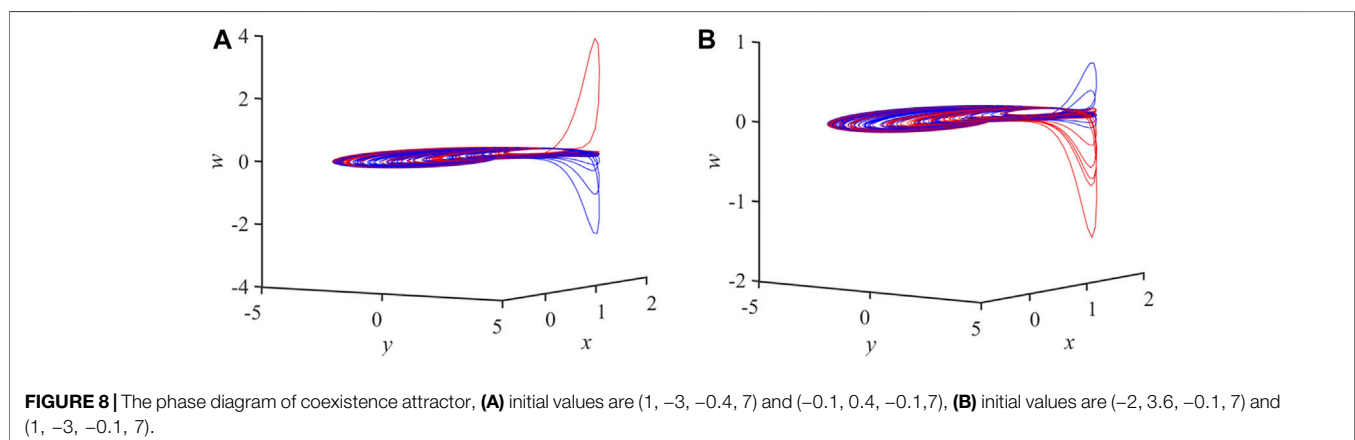 A
4
2
0
-2
-4
w
-5
0
5
y
0
1
2
x
B
1
0
-1
-2
w
-5
0
5
y
0
1
2
x
FIGURE 8 | The phase diagram of coexistence attractor, (A) initial values are (1, −3, −0.4, 7) and (−0.1, 0.4, −0.1,7), (B) initial values are (−2, 3.6, −0.1, 7) and
(1, −3, −0.1, 7).